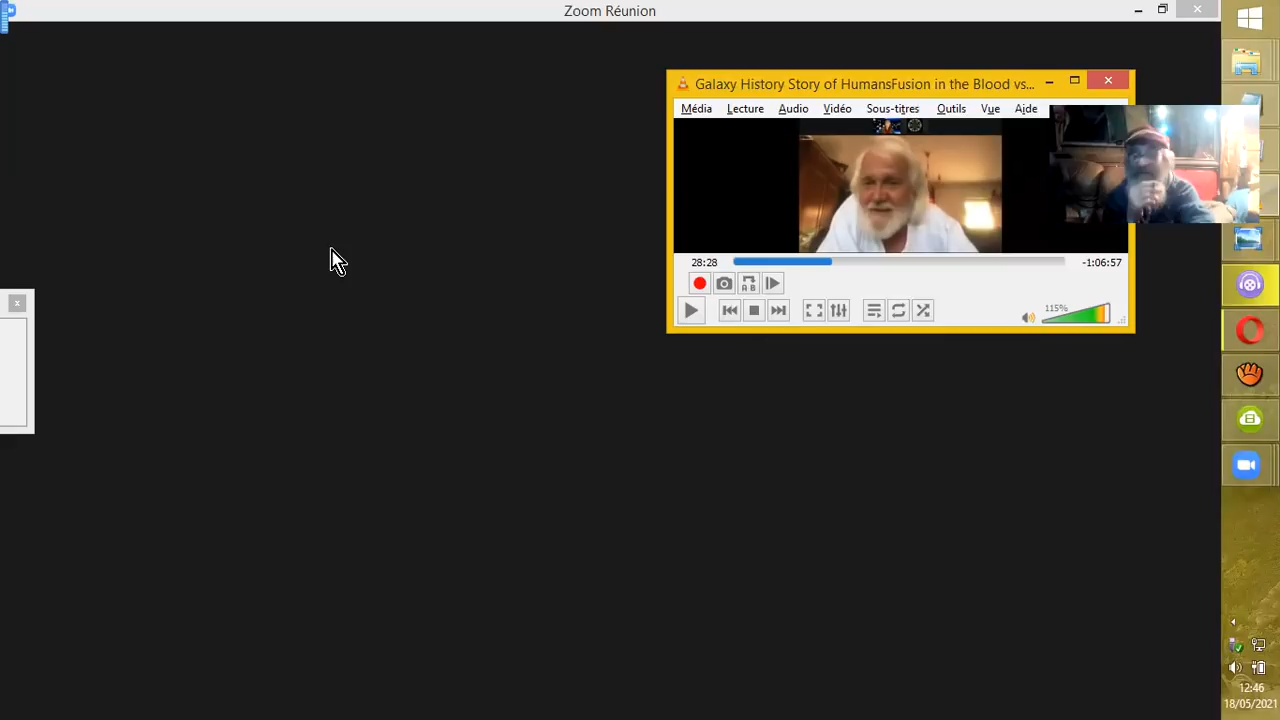 Zoom Réunion
Galaxy History Story of HumansFusion in the Blood vs...
Média Lecture Audio Vidéo Sous-titres Outils Vue Aide
28:28 -1:06:57
A B
115%
12:46
18/05/2021